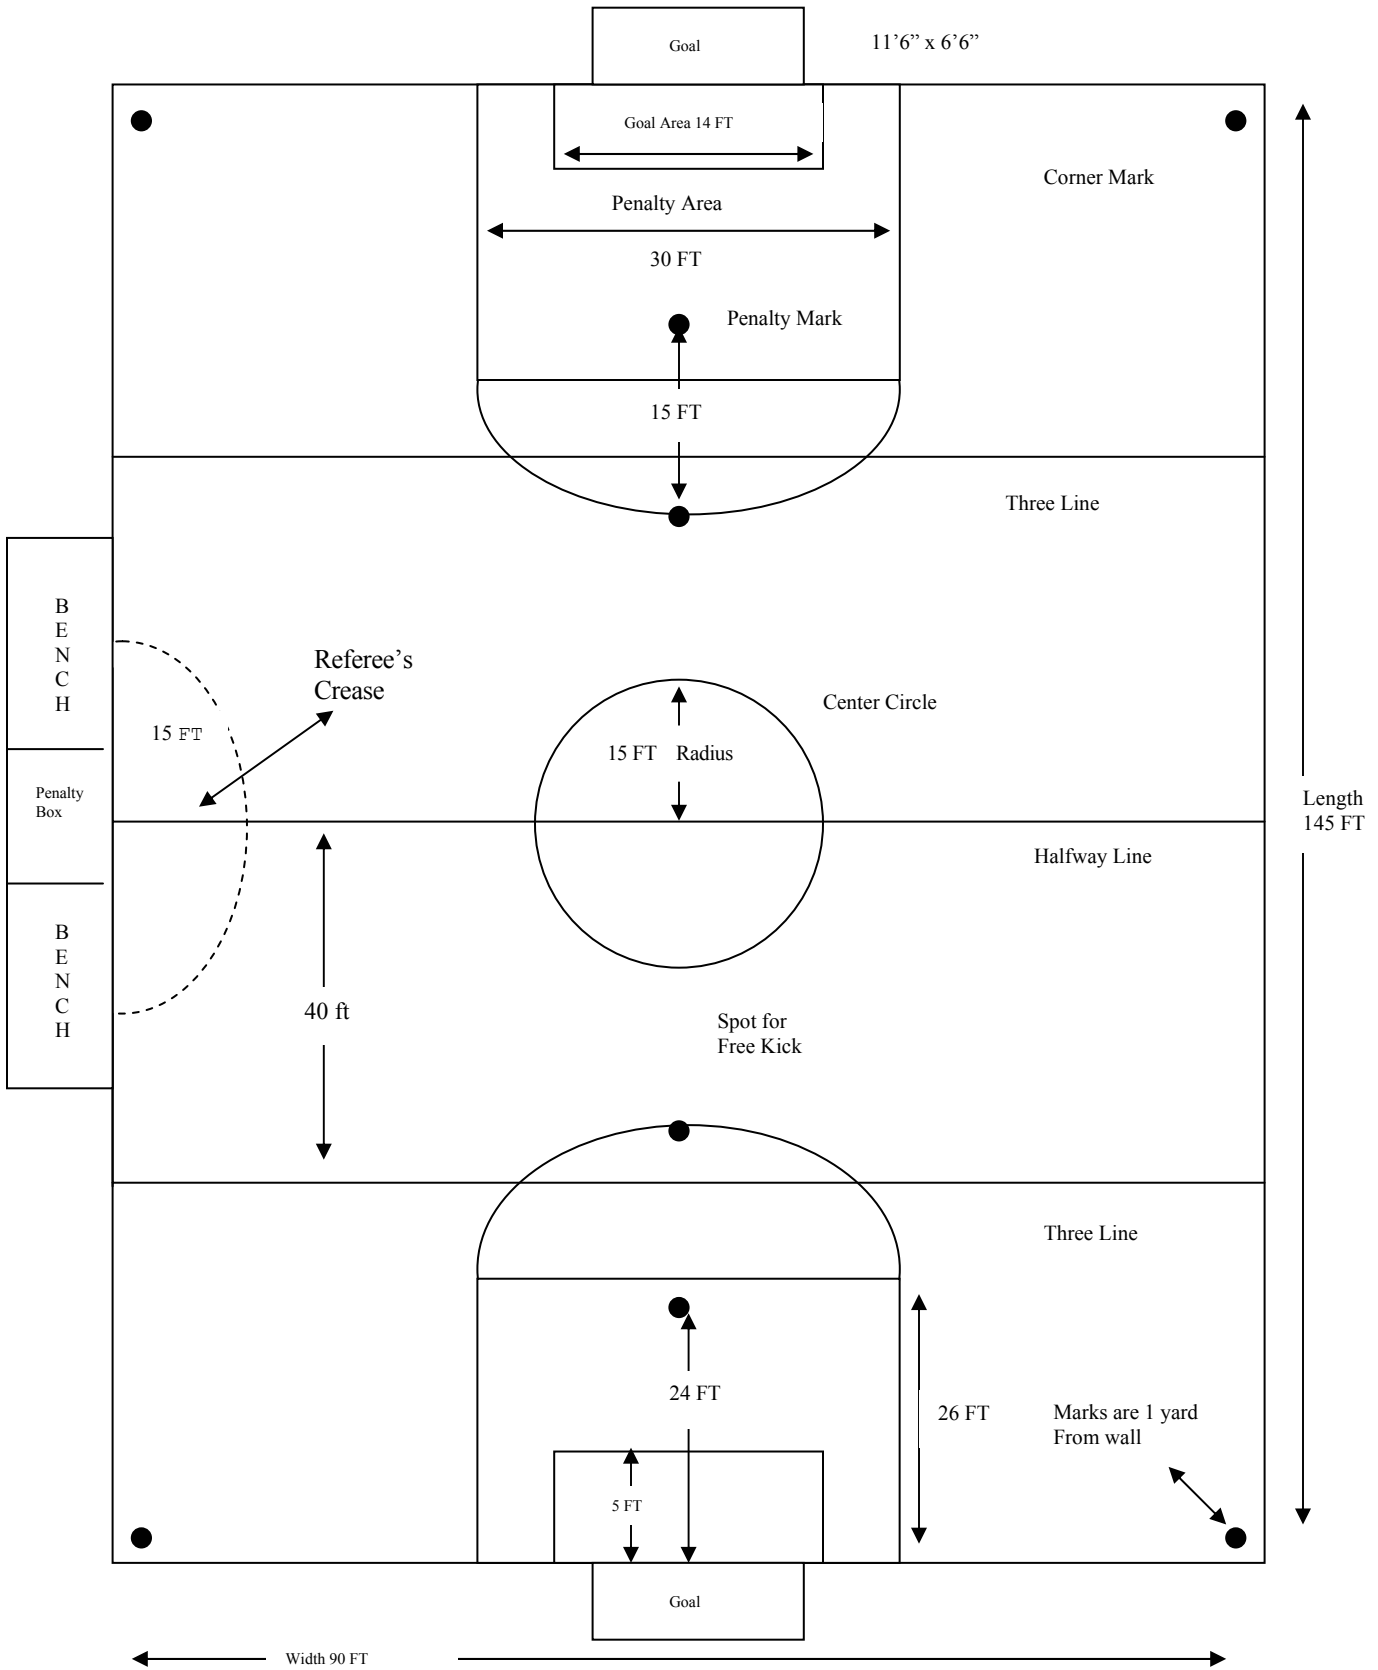 Goal
11’6” x 6’6”
Goal Area 14 FT
Corner Mark
Penalty Area
30 FT
Penalty Mark
15 FT
Three Line
B
E
N
C
H
Referee’s
Crease
Center Circle
15 FT
15 FT Radius
Penalty
Box
Length
145 FT
Halfway Line
B
E
N
C
H
40 ft
Spot for
Free Kick
Three Line
24 FT
26 FT
Marks are 1 yard
From wall
5 FT
Goal
Width 90 FT